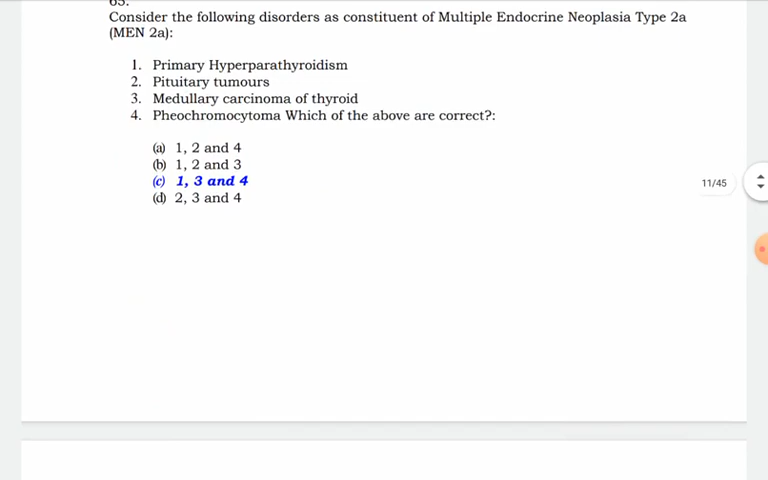 65.
Consider the following disorders as constituent of Multiple Endocrine Neoplasia Type 2a
(MEN 2a):
1. Primary Hyperparathyroidism
2. Pituitary tumours
3. Medullary carcinoma of thyroid
4. Pheochromocytoma Which of the above are correct?:
(a) 1, 2 and 4
(b) 1, 2 and 3
(c) 1, 3 and 4
(d) 2, 3 and 4
11/45